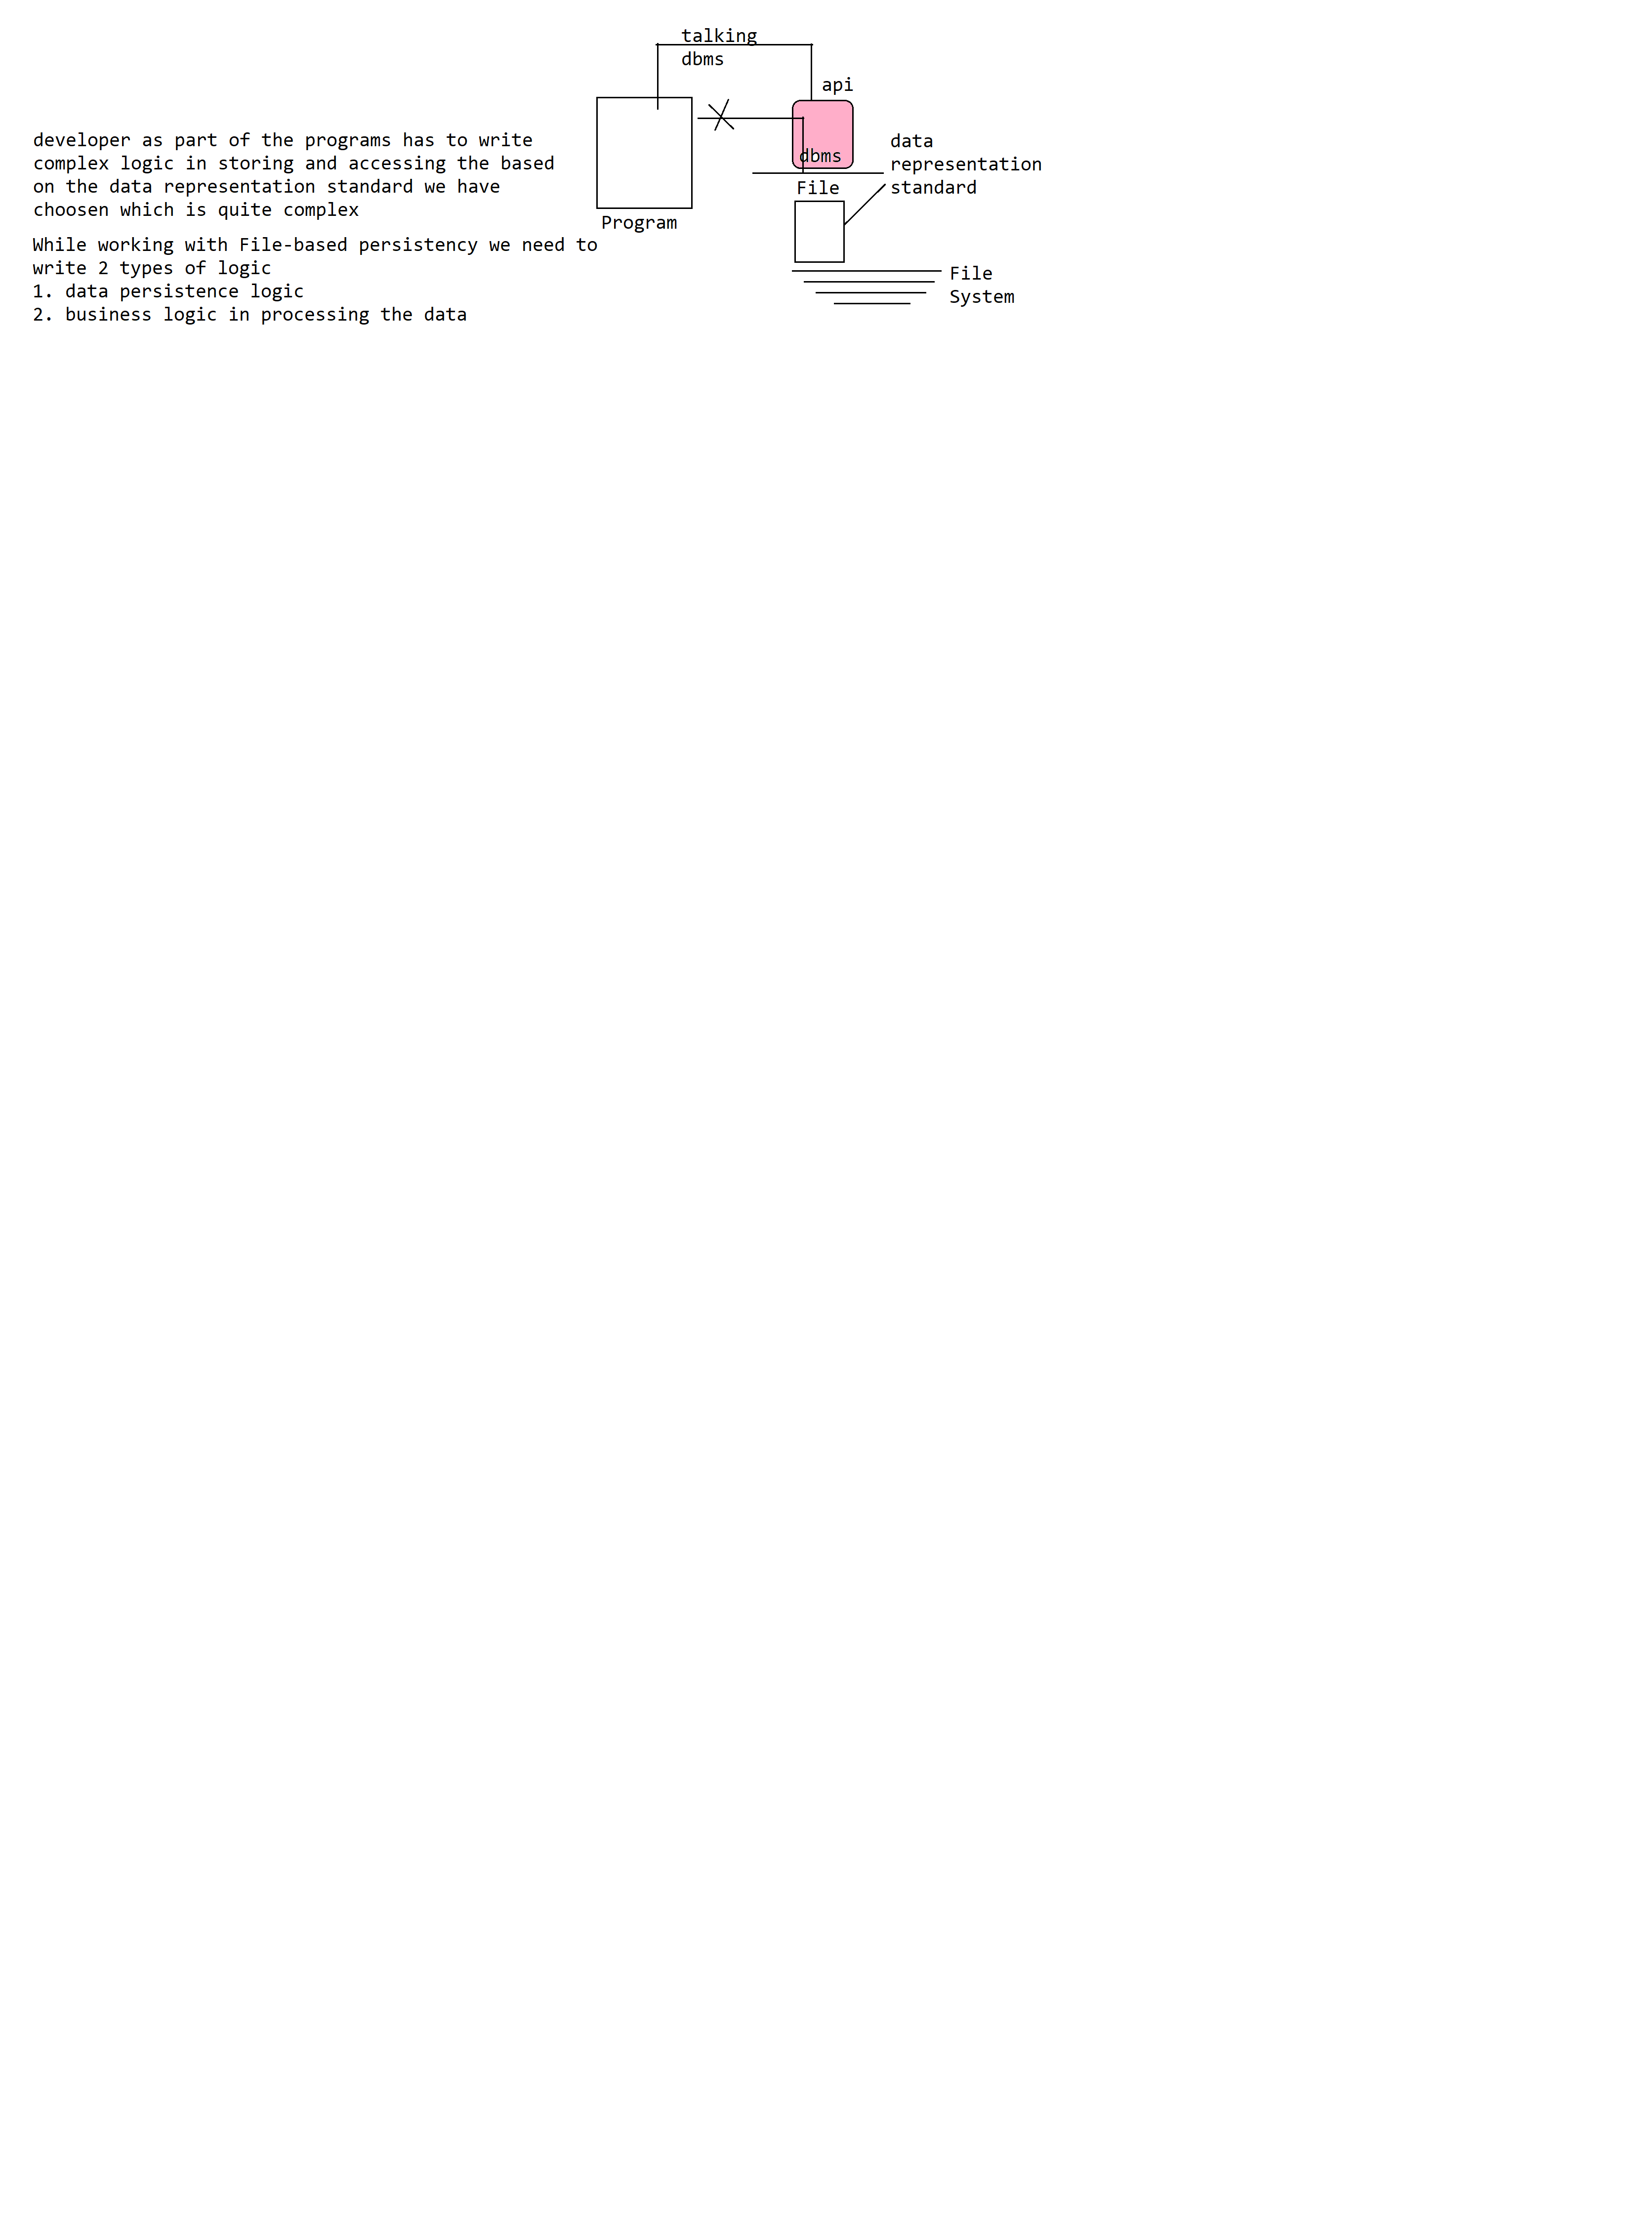 talking
dbms
api
developer as part of the programs has to write
complex logic in storing and accessing the based
on the data representation standard we have
choosen which is quite complex
While working with File-based persistency we need to
write 2 types of logic
1. data persistence logic
2. business logic in processing the data
Program
dbms
File
data
representation
standard
File
System